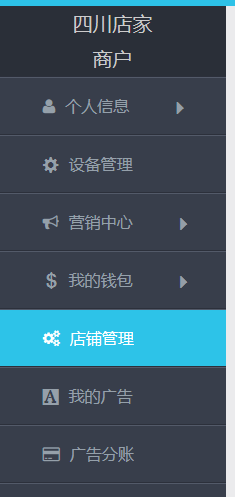 四川店家
商户
个人信息
设备管理
营销中心
我的钱包
店铺管理
我的广告
广告分账